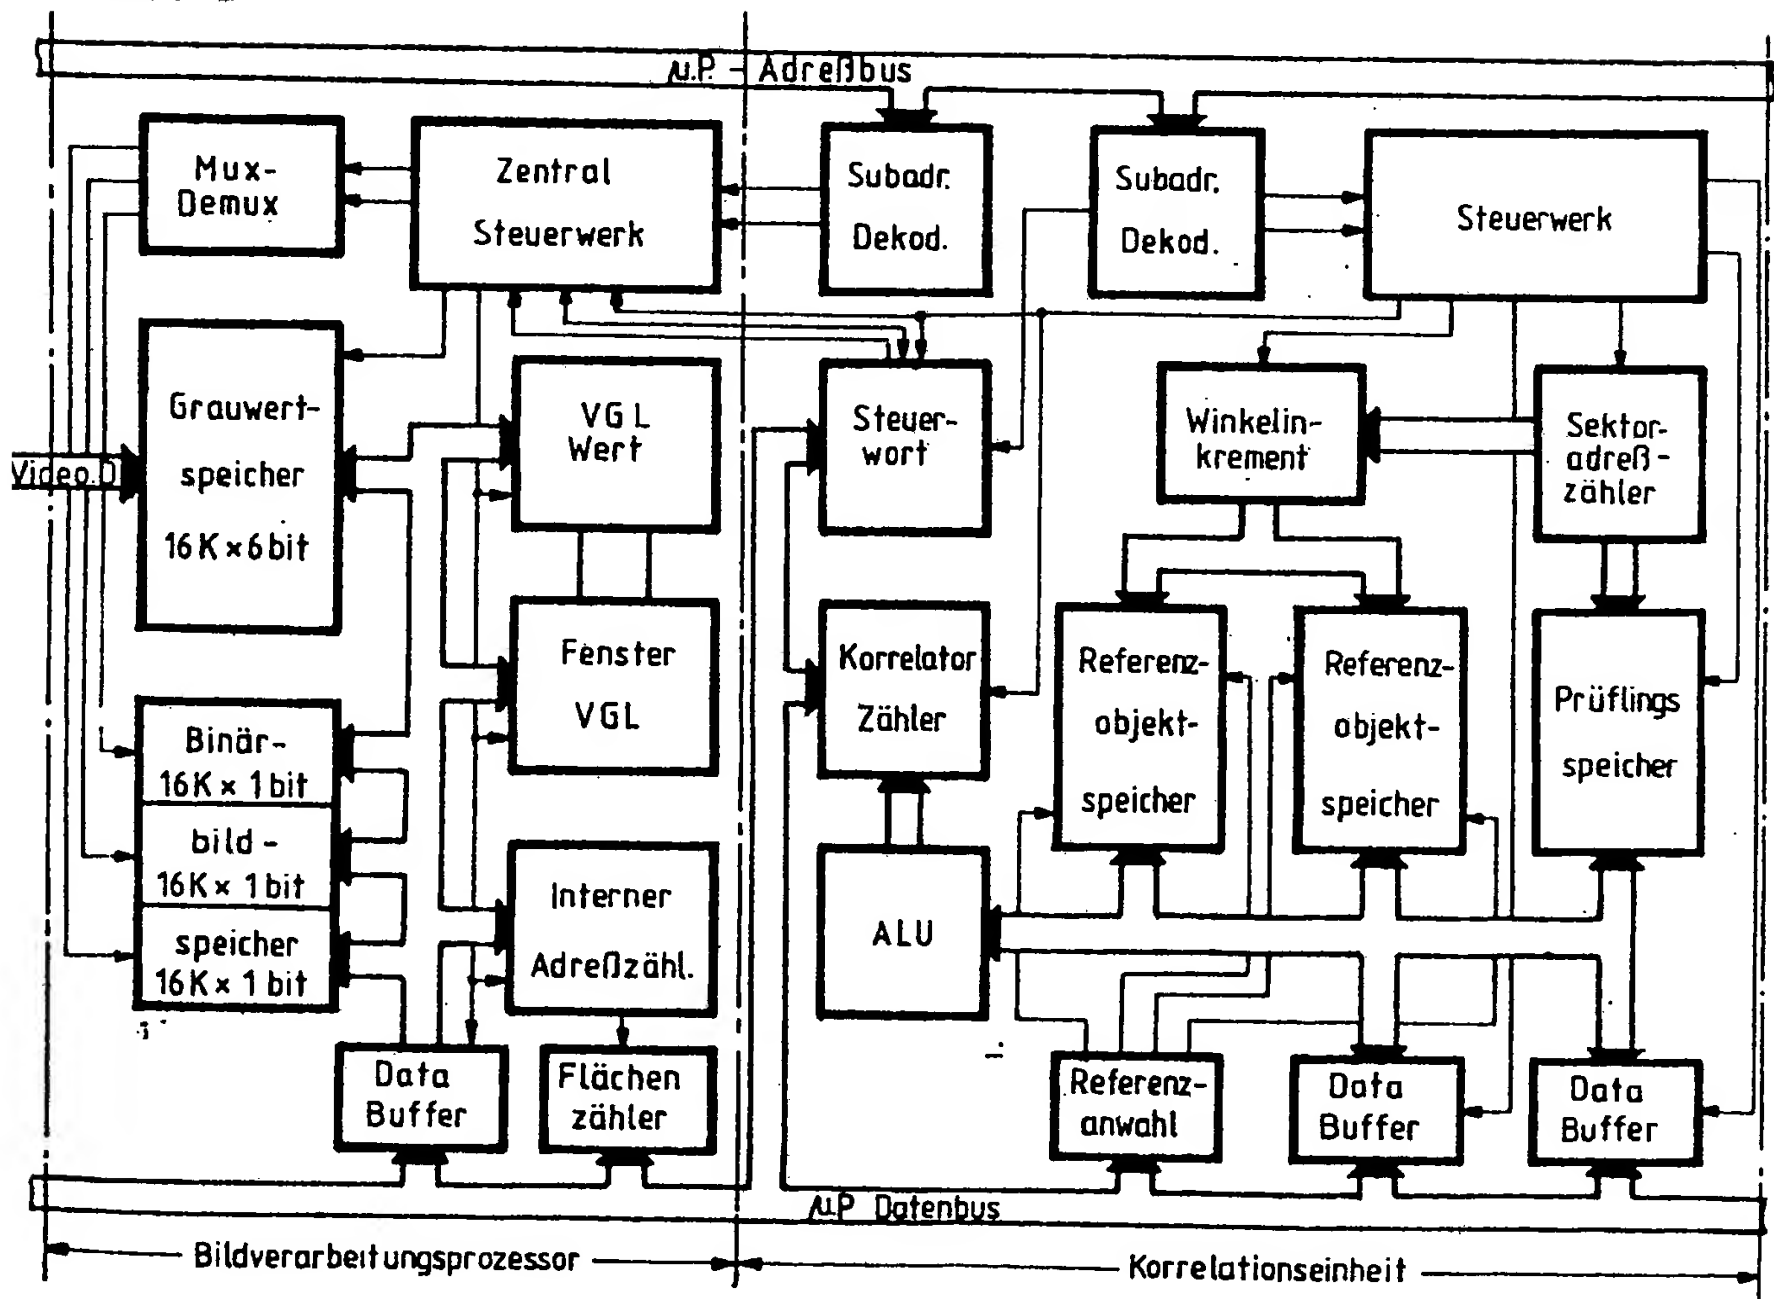 µ.P. - Adreßbus
Mux-
Demux
Zentral
Steuerwerk
Subadr.
Dekod.
Subadr.
Dekod.
Steuerwerk
Grauwert-
speicher
16K×6bit
Video.D
VGL
Wert
Steuer-
wort
Winkelin-
krement
Sektor-
adreß-
zähler
Fenster
VGL
Korrelator
Zähler
Referenz-
objekt-
speicher
Referenz-
objekt-
speicher
Prüflings
speicher
Binär-
16K× 1bit
bild-
16K× 1bit
speicher
16K× 1bit
Interner
Adreßzähl.
ALU
Data
Buffer
Flächen
zähler
Referenz-
anwahl
Data
Buffer
Data
Buffer
µP Datenbus
Bildverarbeitungsprozessor
Korrelationseinheit